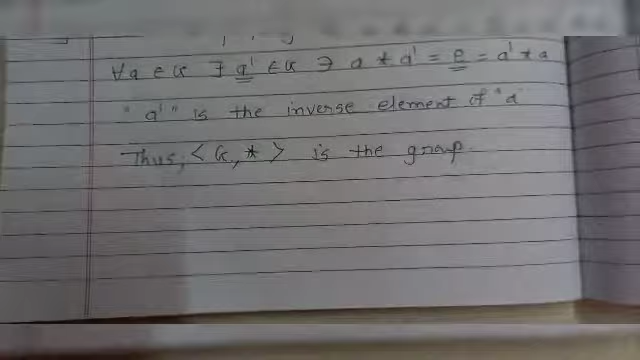 ∀a ∈ G ∃ a' ∈ G ∋ a * a' = e = a' * a
" a' " is the inverse element of "a
Thus, < G, * > is the group